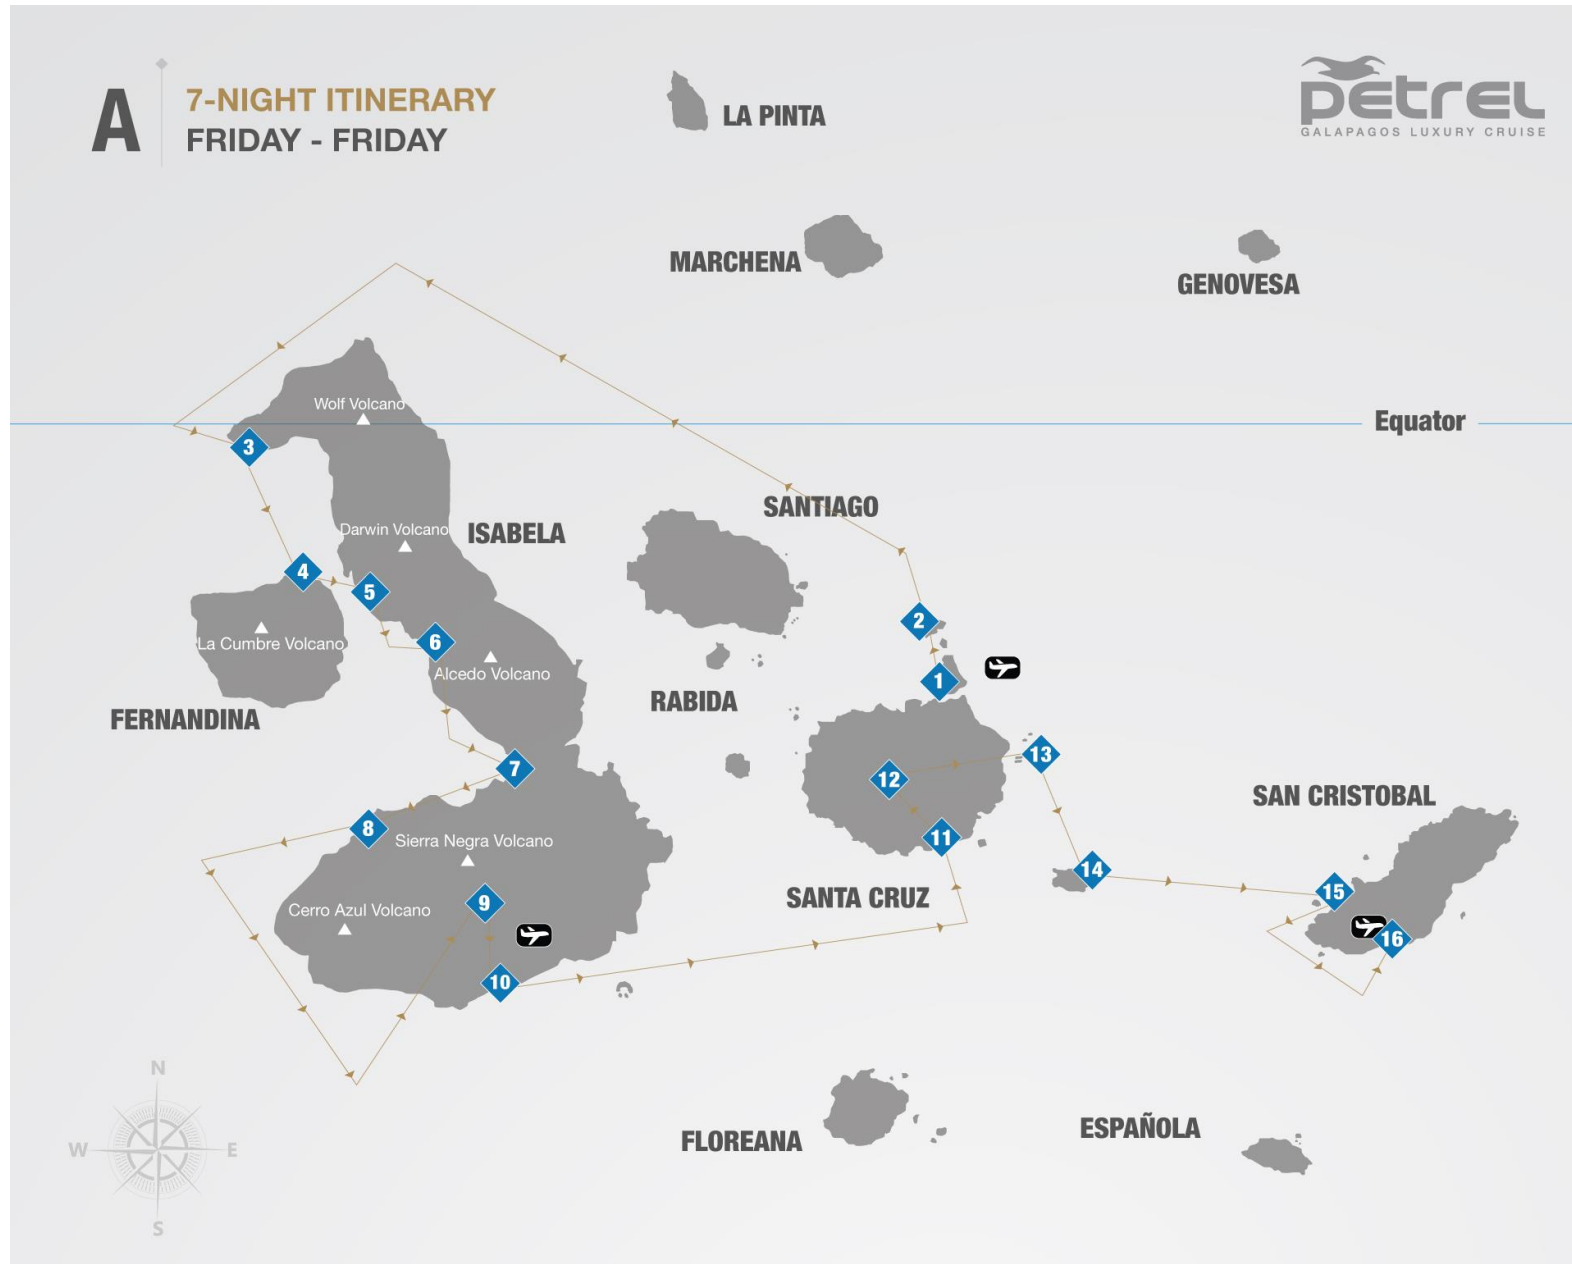 A
7-NIGHT ITINERARY
FRIDAY - FRIDAY
petrel
GALAPAGOS LUXURY CRUISE
LA PINTA
MARCHENA
GENOVESA
Wolf Volcano
Equator
3
SANTIAGO
Darwin Volcano
ISABELA
4
5
2
6
La Cumbre Volcano
Alcedo Volcano
1
RABIDA
FERNANDINA
7
13
12
SAN CRISTOBAL
8
Sierra Negra Volcano
11
14
SANTA CRUZ
15
9
Cerro Azul Volcano
16
10
N
W
E
S
FLOREANA
ESPAÑOLA